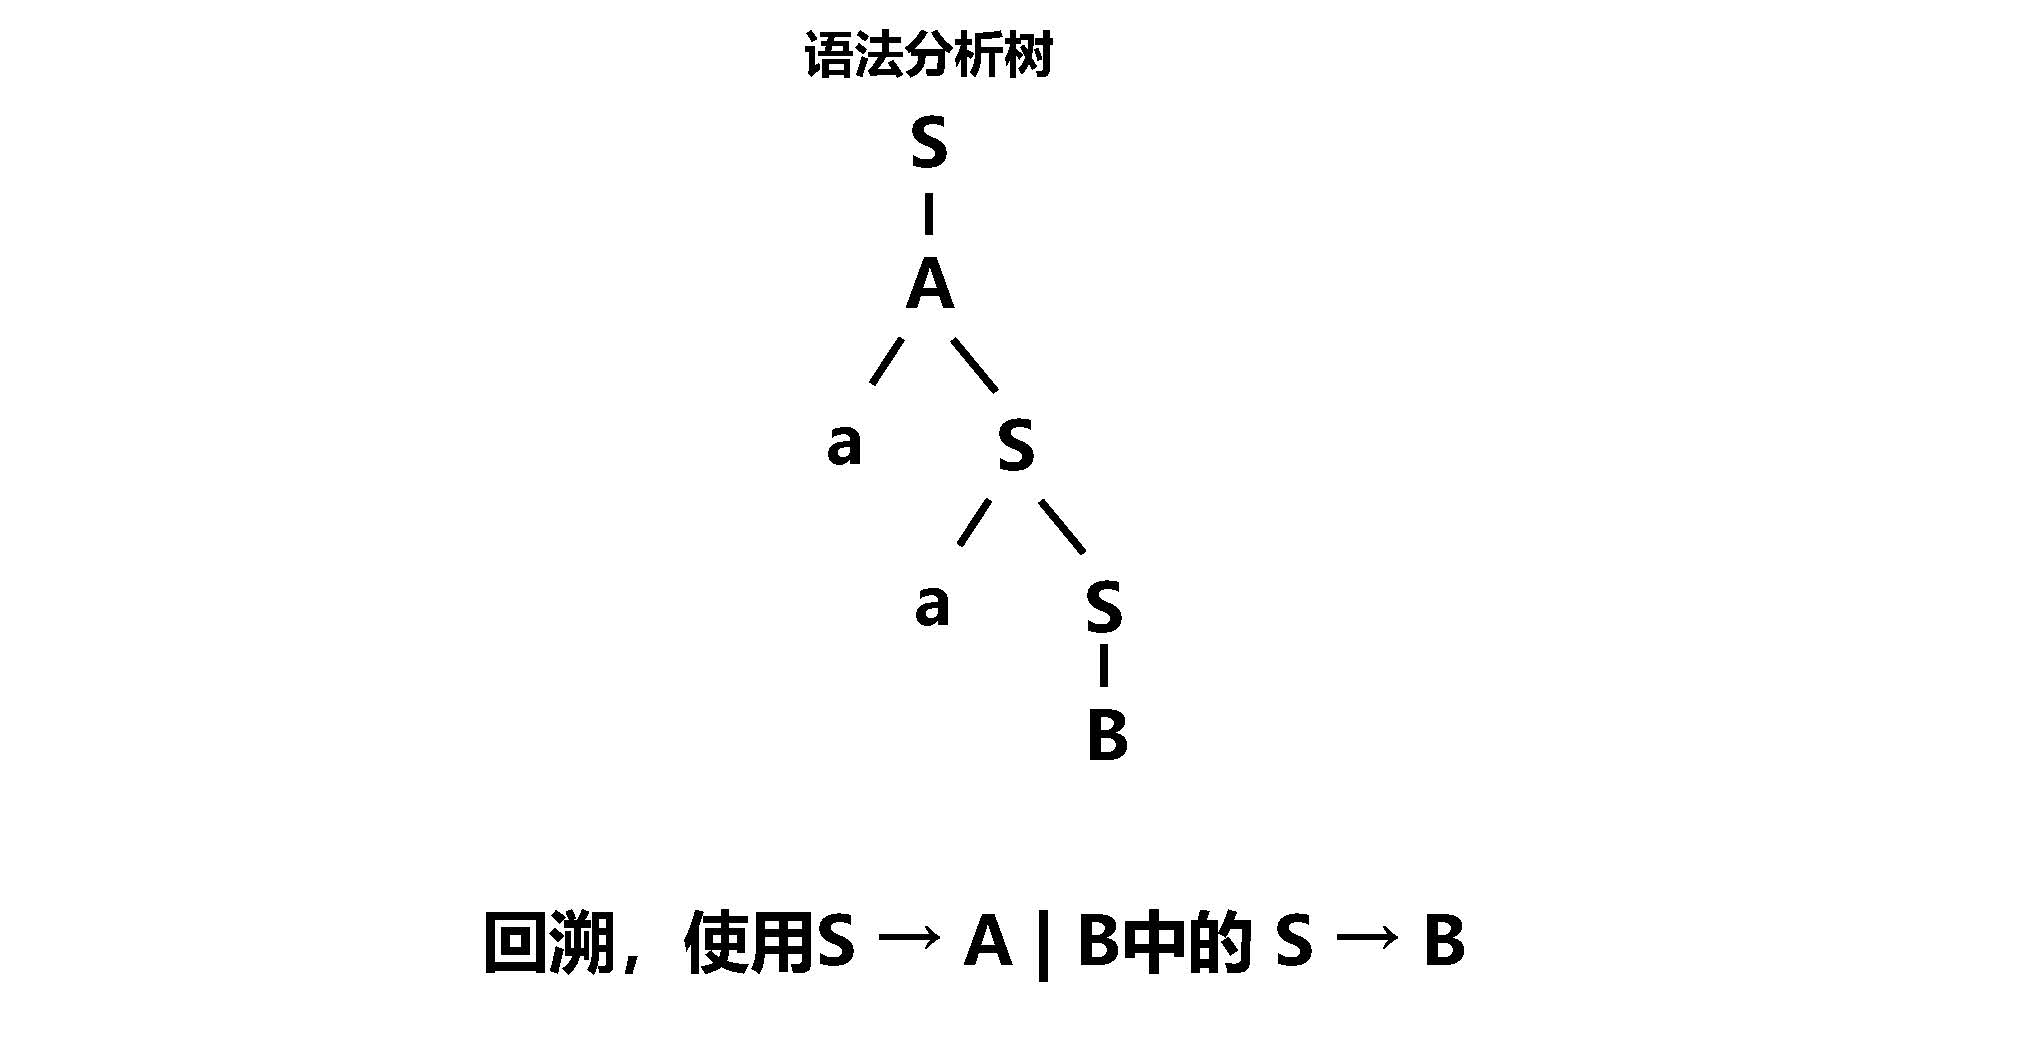 语法分析树
S
A
a S
a S
B
回溯，使用S → A | B中的 S → B